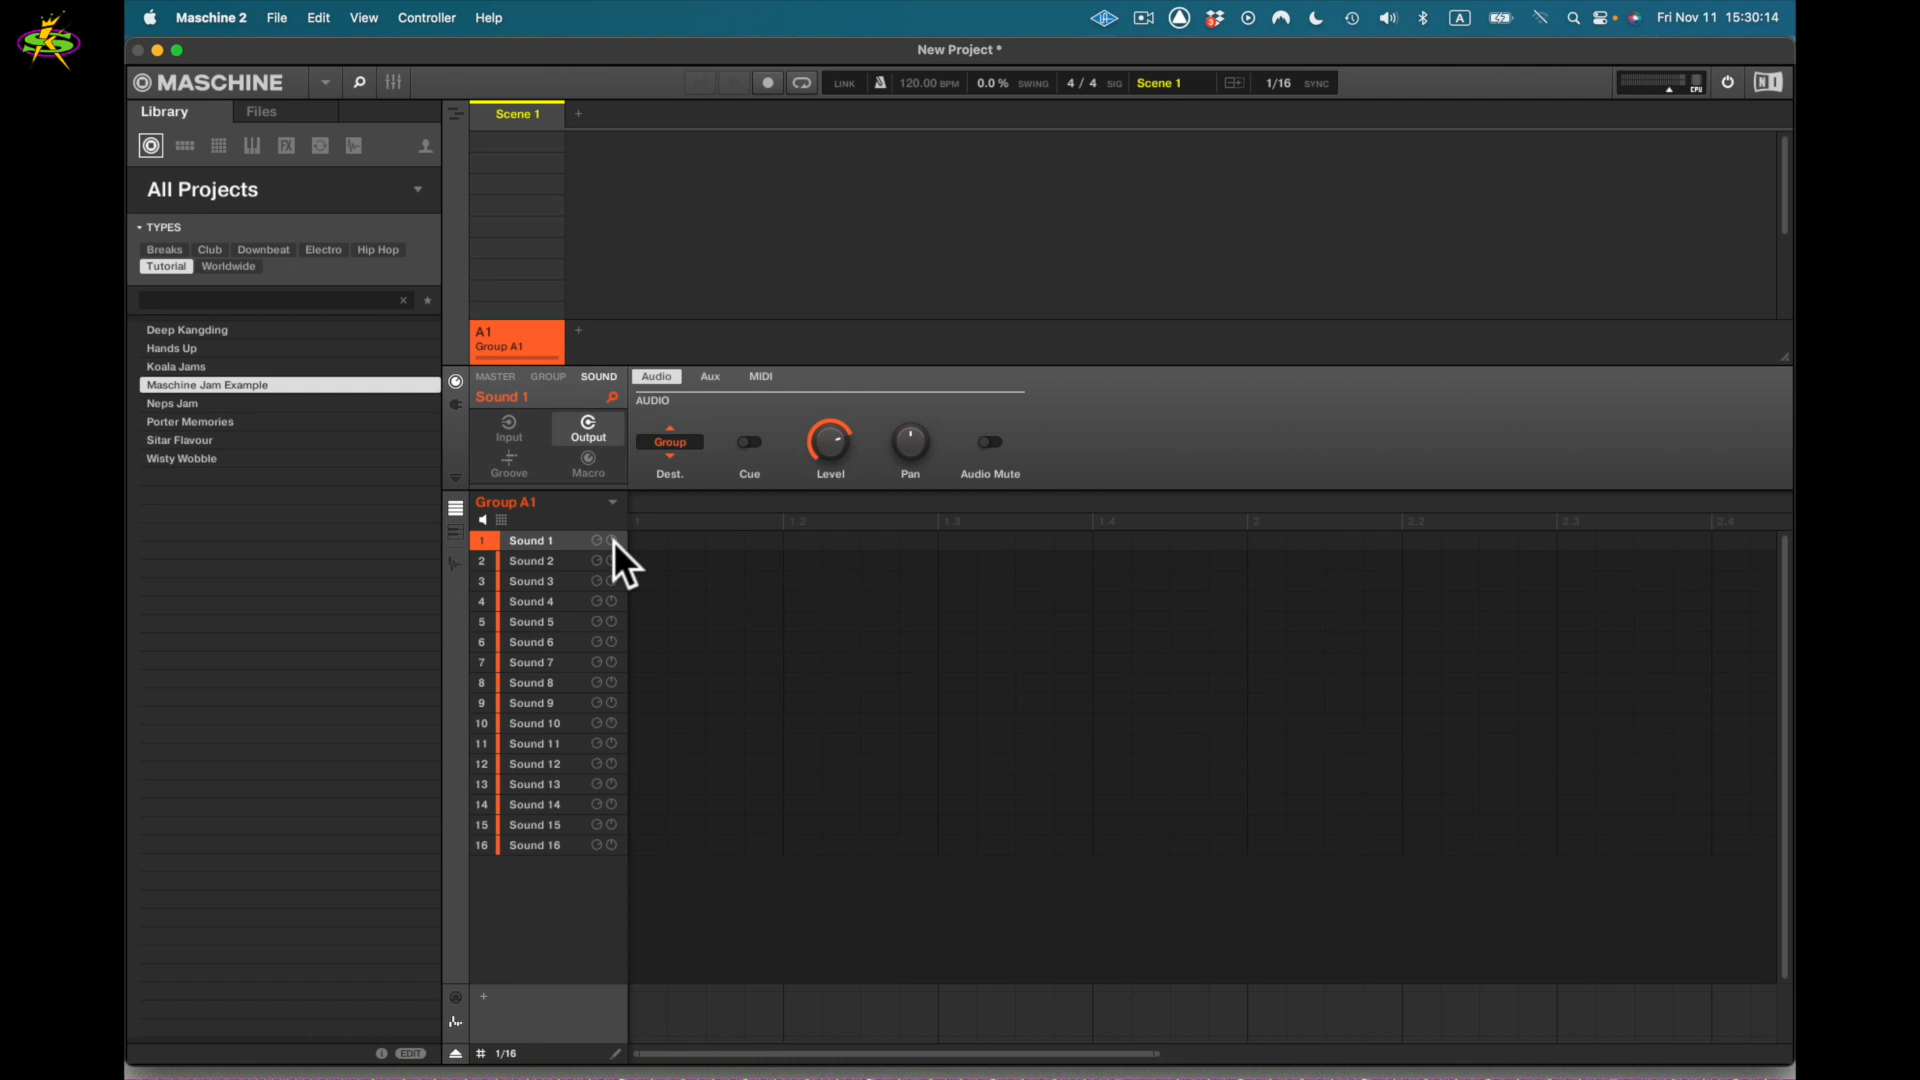 Maschine 2 File Edit View Controller Help
3 A Fri Nov 11 15:30:14
New Project *
MASCHINE
LINK 120.00 BPM 0.0 % SWING 4 / 4 SIG Scene 1 1/16 SYNC
CPU
Library Files
FX
Scene 1 +
All Projects
TYPES
Breaks Club Downbeat Electro Hip Hop
Tutorial Worldwide
Deep Kangding
Hands Up
Koala Jams
Maschine Jam Example
Neps Jam
Porter Memories
Sitar Flavour
Wisty Wobble
A1 +
Group A1
MASTER GROUP SOUND Audio Aux MIDI
Sound 1 AUDIO
Input Output
Group
Groove Macro
Dest. Cue Level Pan Audio Mute
Group A1
1 1.2 1.3 1.4 2 2.2 2.3 2.4
1 Sound 1
2 Sound 2
3 Sound 3
4 Sound 4
5 Sound 5
6 Sound 6
7 Sound 7
8 Sound 8
9 Sound 9
10 Sound 10
11 Sound 11
12 Sound 12
13 Sound 13
14 Sound 14
15 Sound 15
16 Sound 16
+
EDIT # 1/16